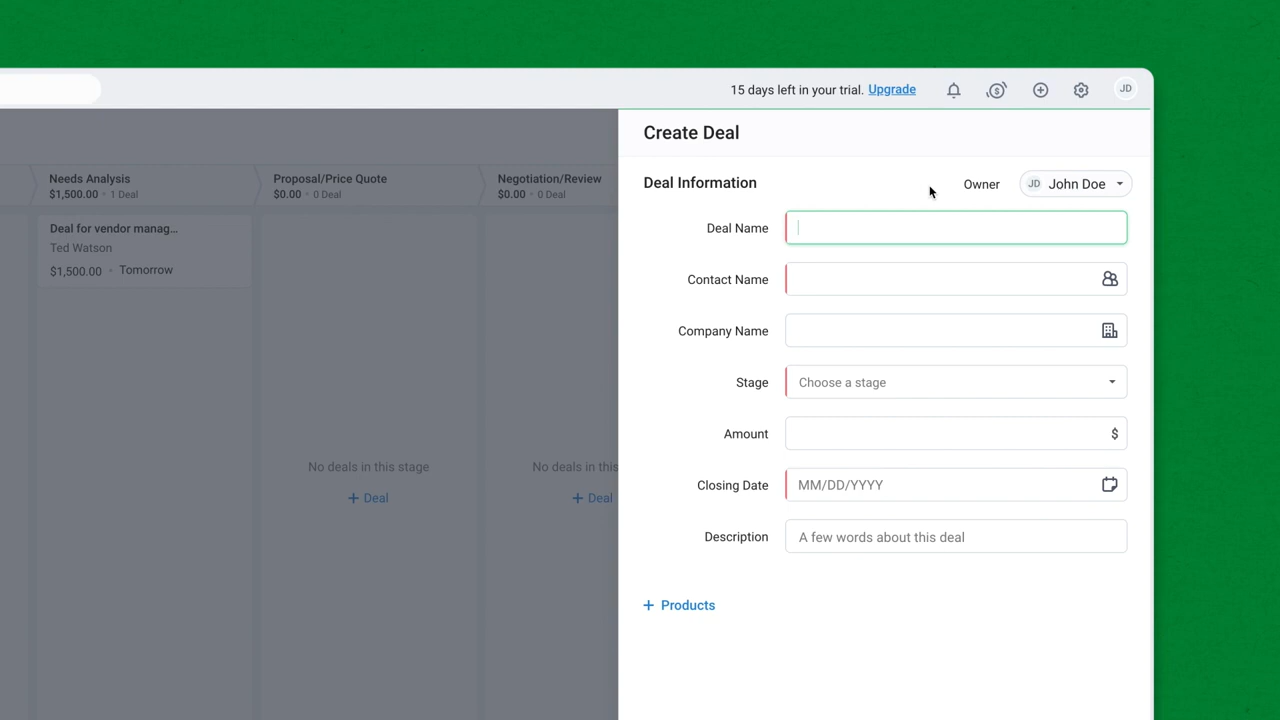 15 days left in your trial. Upgrade
JD
Create Deal
Needs Analysis
$1,500.00 • 1 Deal
Proposal/Price Quote
$0.00 • 0 Deal
Negotiation/Review
$0.00 • 0 Deal
Deal for vendor manag...
Ted Watson
$1,500.00 • Tomorrow
No deals in this stage
+ Deal
No deals in this
+ Deal
Deal Information
Owner
JD John Doe
Deal Name
Contact Name
Company Name
Stage
Choose a stage
Amount
$
Closing Date
MM/DD/YYYY
Description
A few words about this deal
+ Products